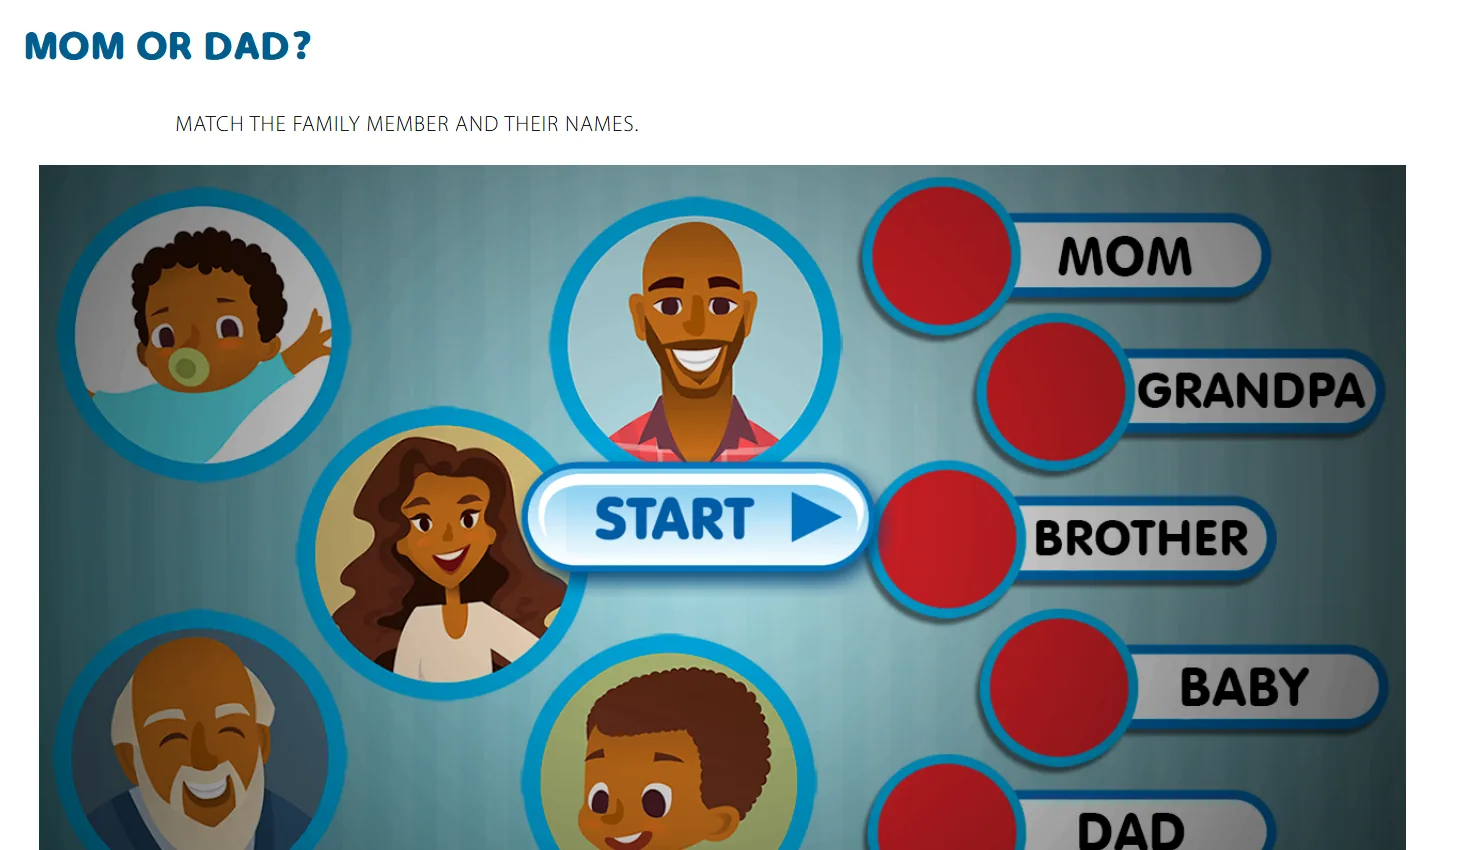 MOM OR DAD?
MATCH THE FAMILY MEMBER AND THEIR NAMES.
MOM
GRANDPA
START
BROTHER
BABY
DAD